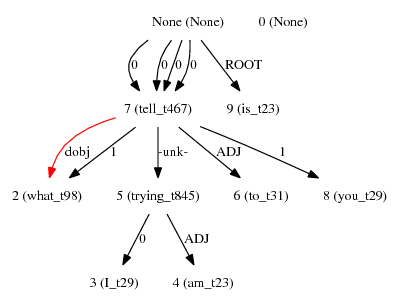 None (None) 0 (None)
0 0 0 0 ROOT
7 (tell_t467) 9 (is_t23)
dobj 1 -unk- ADJ 1
2 (what_t98) 5 (trying_t845) 6 (to_t31) 8 (you_t29)
0 ADJ
3 (I_t29) 4 (am_t23)